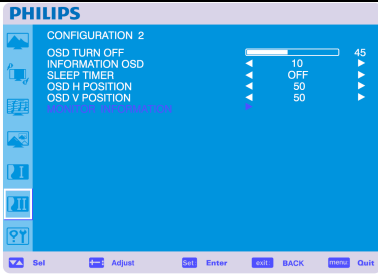 PHILIPS
CONFIGURATION 2
OSD TURN OFF 45
INFORMATION OSD 10
SLEEP TIMER OFF
OSD H POSITION 50
OSD V POSITION 50
MONITOR INFORMATION
Sel Adjust Set Enter exit: BACK menu: Quit